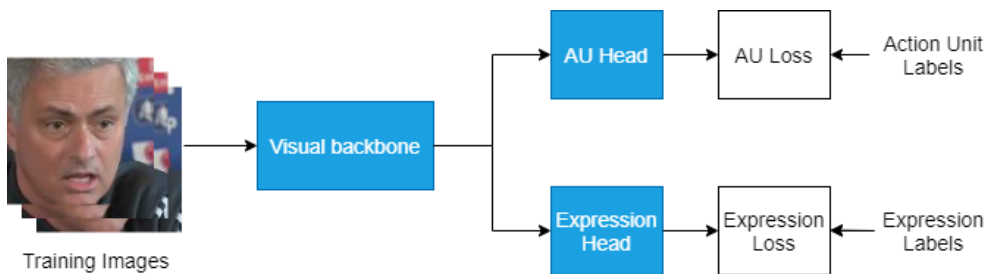 Training Images
Visual backbone
AU Head
AU Loss
Action Unit
Labels
Expression
Head
Expression
Loss
Expression
Labels